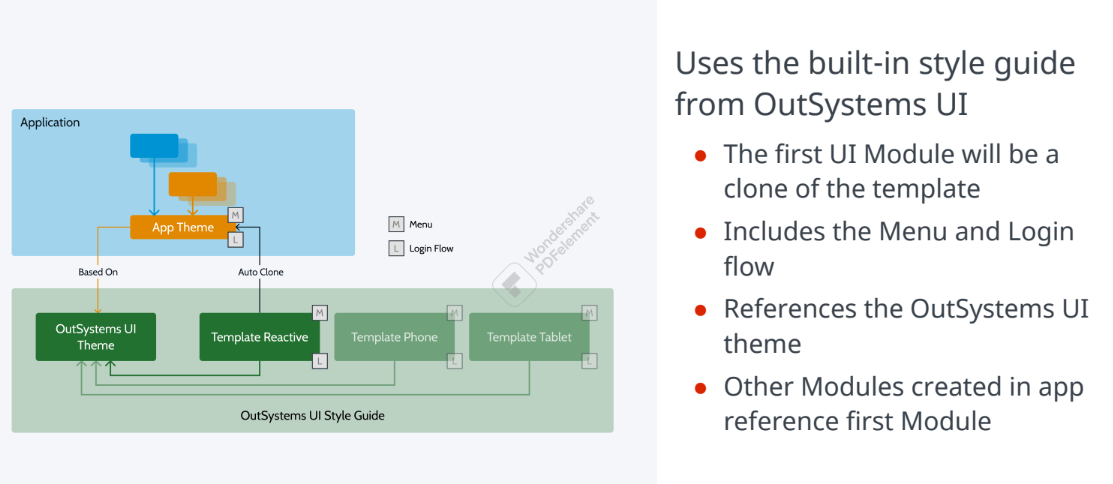 Application
App Theme
M
L
M Menu
L Login Flow
Based On
Auto Clone
OutSystems UI
Theme
Template Reactive
M
L
Template Phone
M
L
Template Tablet
M
L
OutSystems UI Style Guide
Wondershare
PDFelement
Uses the built-in style guide
from OutSystems UI
The first UI Module will be a
clone of the template
Includes the Menu and Login
flow
References the OutSystems UI
theme
Other Modules created in app
reference first Module